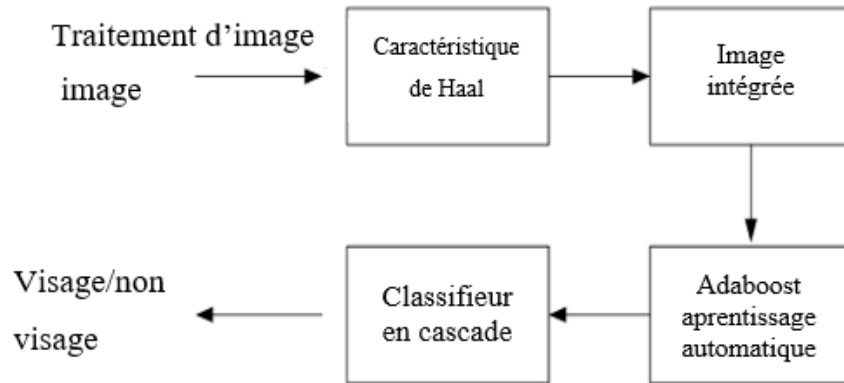 Traitement d’image
image
Caractéristique
de Haal
Image
intégrée
Visage/non
visage
Classifieur
en cascade
Adaboost
aprentissage
automatique